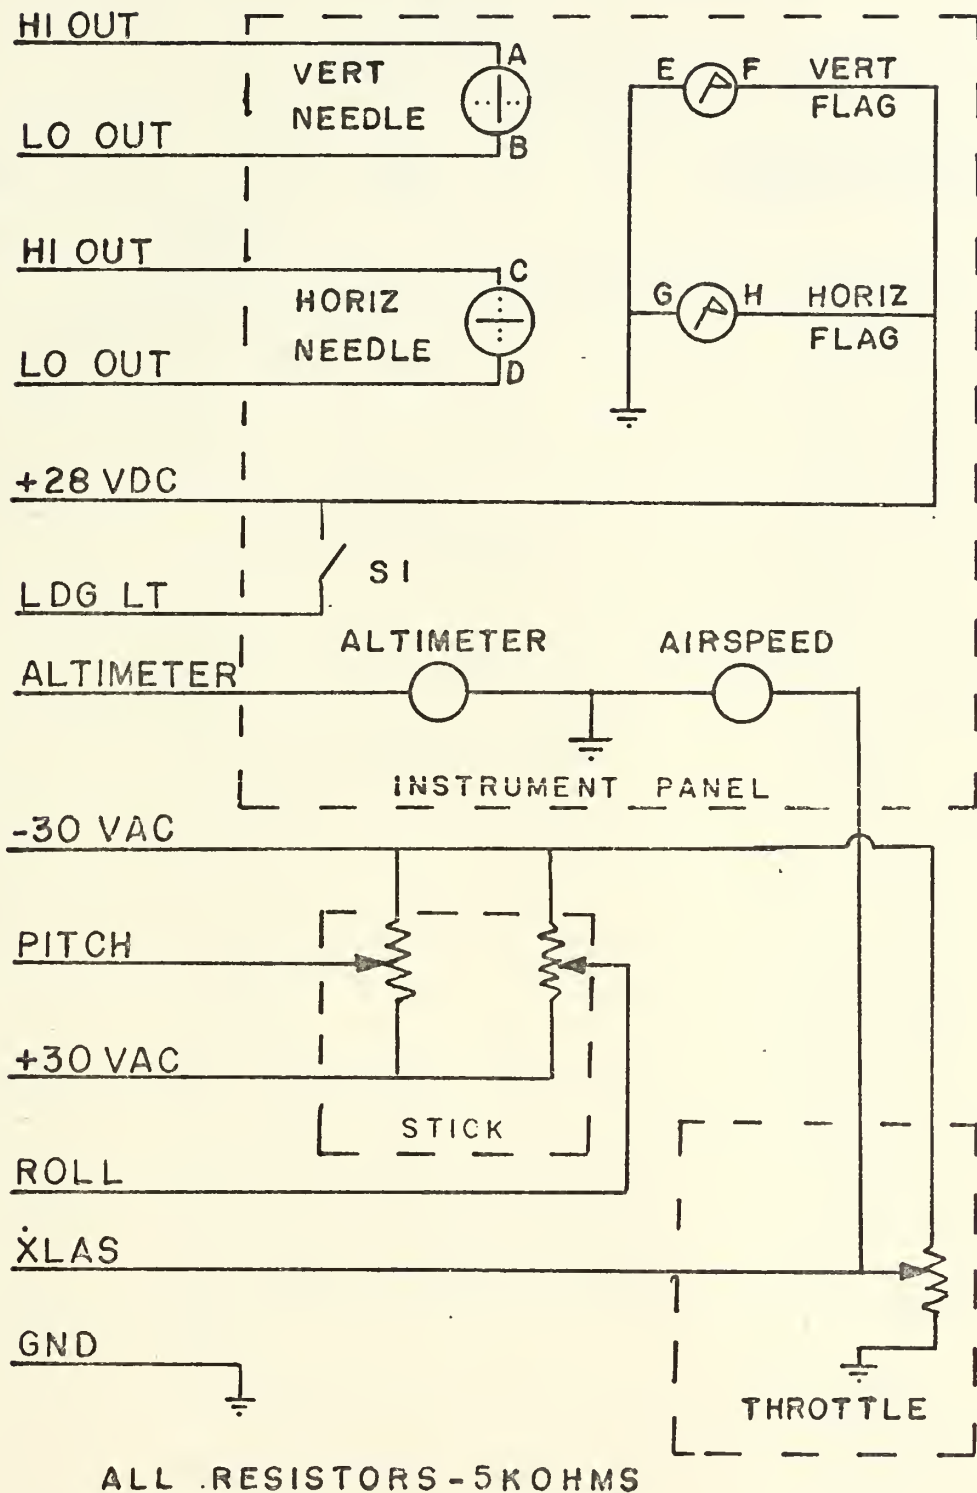 HI OUT
A
VERT
NEEDLE
LO OUT
B
E
F
VERT
FLAG
HI OUT
C
HORIZ
NEEDLE
LO OUT
D
G
H
HORIZ
FLAG
+28 VDC
S1
LDG LT
ALTIMETER
ALTIMETER
AIRSPEED
INSTRUMENT PANEL
-30 VAC
PITCH
+30 VAC
STICK
ROLL
ẊLAS
GND
THROTTLE
ALL .RESISTORS-5KOHMS